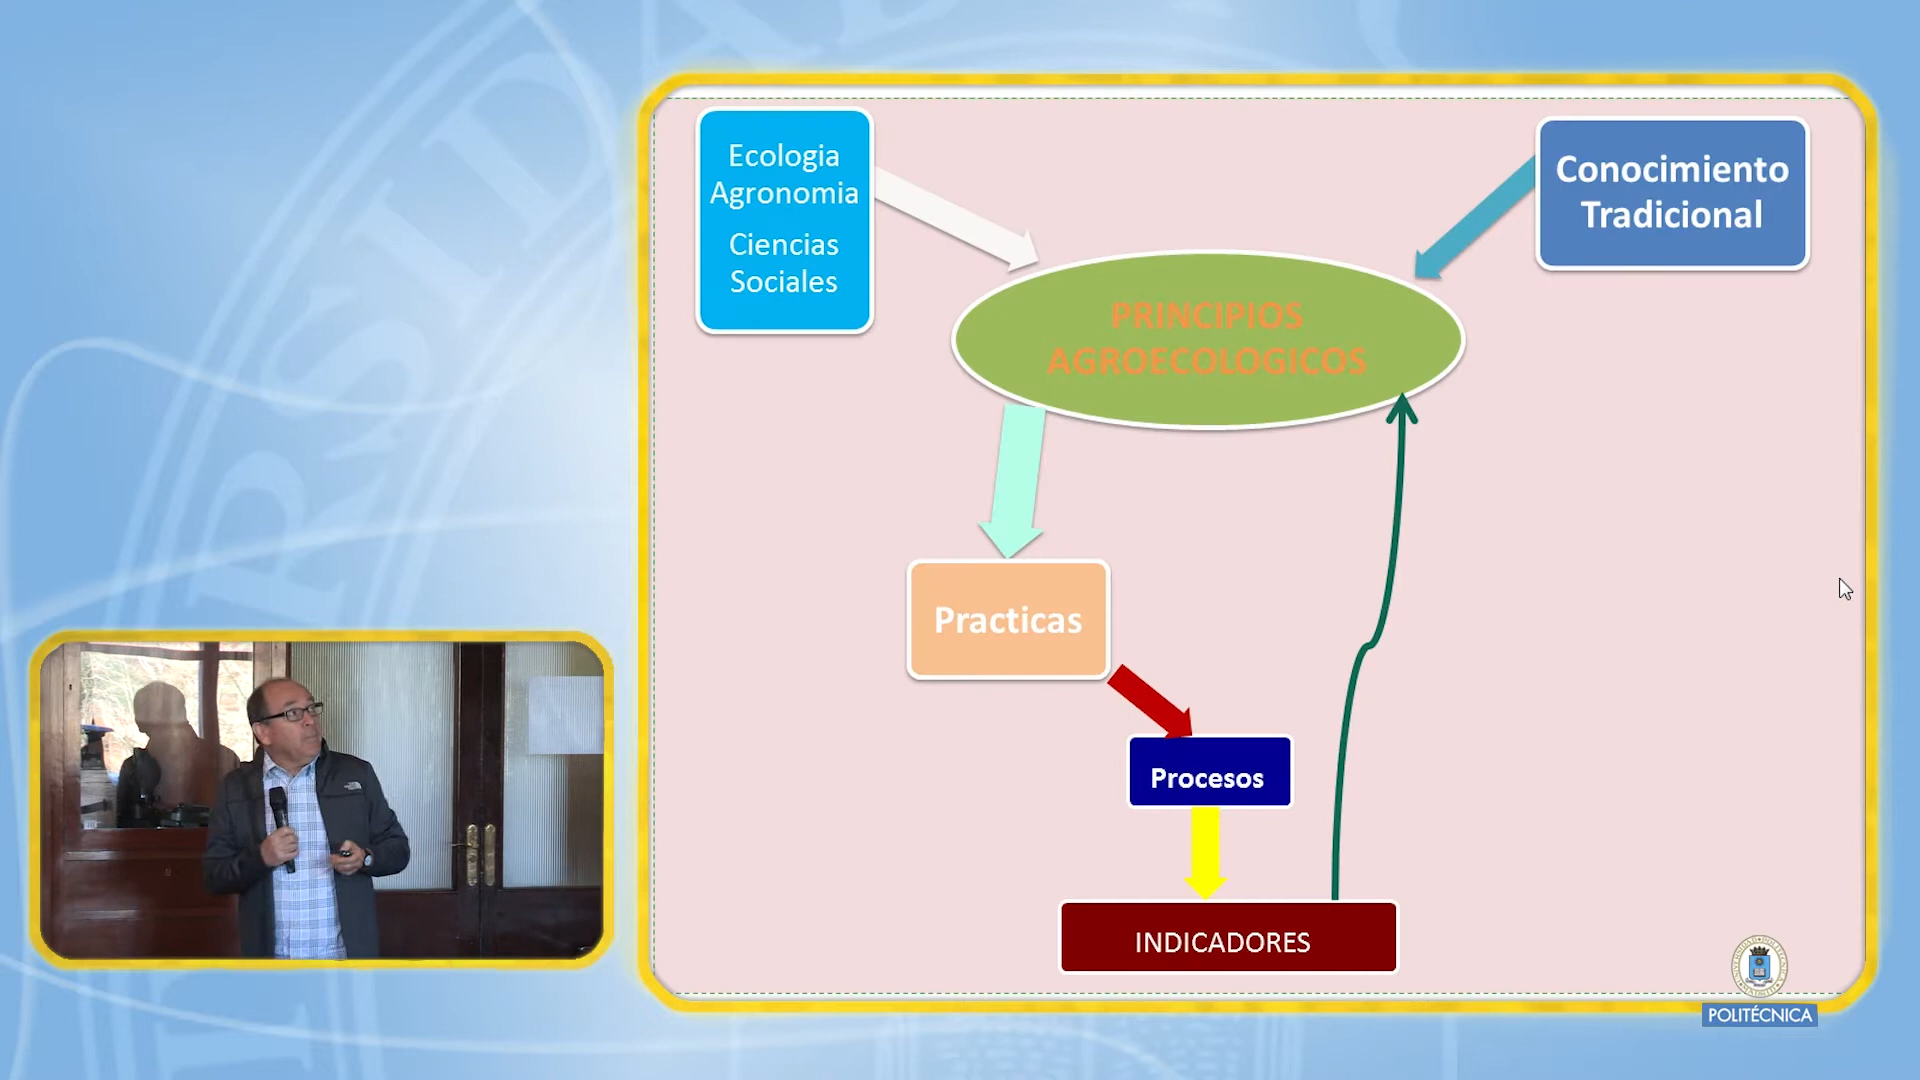 Ecologia
Agronomia
Ciencias
Sociales
Conocimiento
Tradicional
PRINCIPIOS
AGROECOLOGICOS
Practicas
Procesos
INDICADORES
POLITÉCNICA